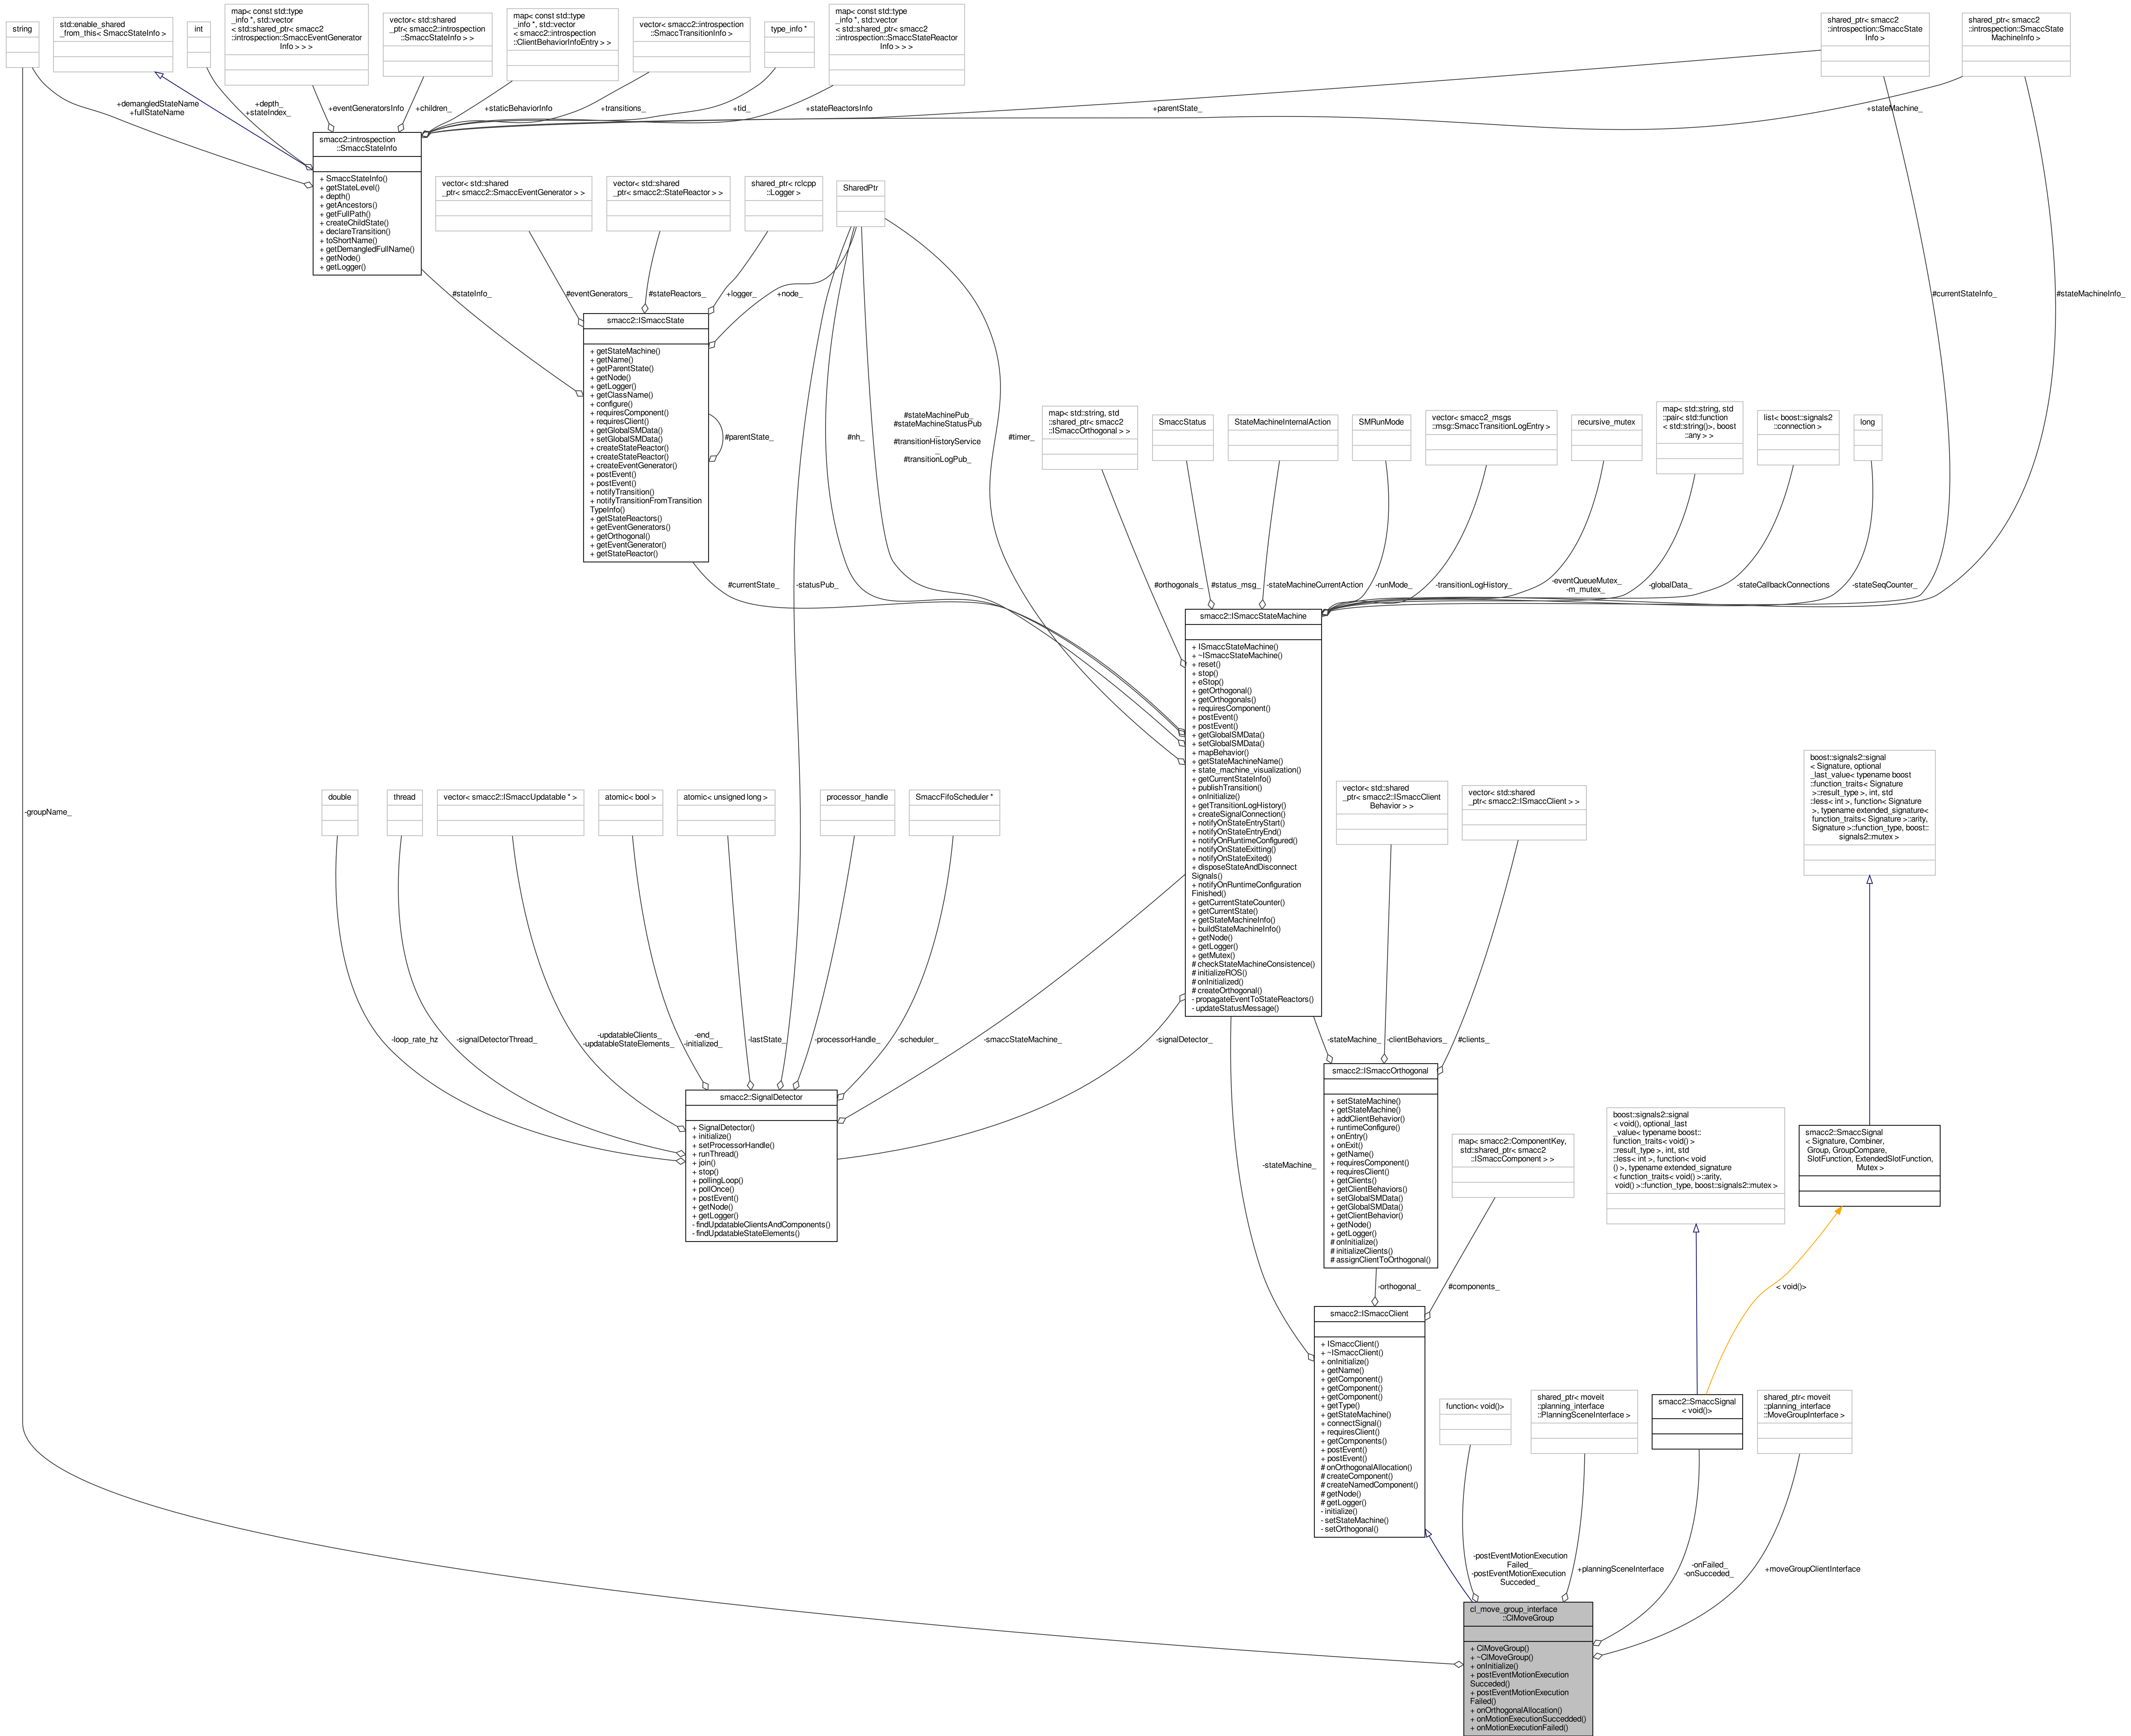 string
std::enable_shared
_from_this< SmaccStateInfo >
int
map< const std::type
_info *, std::vector
< std::shared_ptr< smacc2
::introspection::SmaccEventGenerator
Info > > >
vector< std::shared
_ptr< smacc2::introspection
::SmaccStateInfo > >
map< const std::type
_info *, std::vector
< smacc2::introspection
::ClientBehaviorInfoEntry > >
vector< smacc2::introspection
::SmaccTransitionInfo >
type_info *
map< const std::type
_info *, std::vector
< std::shared_ptr< smacc2
::introspection::SmaccStateReactor
Info > > >
shared_ptr< smacc2
::introspection::SmaccState
Info >
shared_ptr< smacc2
::introspection::SmaccState
MachineInfo >
+demangledStateName
+fullStateName
+depth_
+stateIndex_
+eventGeneratorsInfo
+children_
+staticBehaviorInfo
+transitions_
+tid_
+stateReactorsInfo
+parentState_
+stateMachine_
smacc2::introspection
::SmaccStateInfo
+ SmaccStateInfo()
+ getStateLevel()
+ depth()
+ getAncestors()
+ getFullPath()
+ createChildState()
+ declareTransition()
+ toShortName()
+ getDemangledFullName()
+ getNode()
+ getLogger()
vector< std::shared
_ptr< smacc2::SmaccEventGenerator > >
vector< std::shared
_ptr< smacc2::StateReactor > >
shared_ptr< rclcpp
::Logger >
SharedPtr
#stateInfo_
#eventGenerators_
#stateReactors_
+logger_
+node_
#currentStateInfo_
#stateMachineInfo_
smacc2::ISmaccState
+ getStateMachine()
+ getName()
+ getParentState()
+ getNode()
+ getLogger()
+ getClassName()
+ configure()
+ requiresComponent()
+ requiresClient()
+ getGlobalSMData()
+ setGlobalSMData()
+ createStateReactor()
+ createStateReactor()
+ createEventGenerator()
+ postEvent()
+ postEvent()
+ notifyTransition()
+ notifyTransitionFromTransition
TypeInfo()
+ getStateReactors()
+ getEventGenerators()
+ getOrthogonal()
+ getEventGenerator()
+ getStateReactor()
#parentState_
#nh_
#stateMachinePub_
#stateMachineStatusPub
_
#transitionHistoryService
_
#transitionLogPub_
#timer_
map< std::string, std
::shared_ptr< smacc2
::ISmaccOrthogonal > >
SmaccStatus
StateMachineInternalAction
SMRunMode
vector< smacc2_msgs
::msg::SmaccTransitionLogEntry >
recursive_mutex
map< std::string, std
::pair< std::function
< std::string()>, boost
::any > >
list< boost::signals2
::connection >
long
#currentState_
-statusPub_
#orthogonals_
#status_msg_
-stateMachineCurrentAction
-runMode_
-transitionLogHistory_
-eventQueueMutex_
-m_mutex_
-globalData_
-stateCallbackConnections
-stateSeqCounter_
smacc2::ISmaccStateMachine
+ ISmaccStateMachine()
+ ~ISmaccStateMachine()
+ reset()
+ stop()
+ eStop()
+ getOrthogonal()
+ getOrthogonals()
+ requiresComponent()
+ postEvent()
+ postEvent()
+ getGlobalSMData()
+ setGlobalSMData()
+ mapBehavior()
+ getStateMachineName()
+ state_machine_visualization()
+ getCurrentStateInfo()
+ publishTransition()
+ onInitialize()
+ getTransitionLogHistory()
+ createSignalConnection()
+ notifyOnStateEntryStart()
+ notifyOnStateEntryEnd()
+ notifyOnRuntimeConfigured()
+ notifyOnStateExitting()
+ notifyOnStateExited()
+ disposeStateAndDisconnect
Signals()
+ notifyOnRuntimeConfiguration
Finished()
+ getCurrentStateCounter()
+ getCurrentState()
+ getStateMachineInfo()
+ buildStateMachineInfo()
+ getNode()
+ getLogger()
+ getMutex()
# checkStateMachineConsistence()
# initializeROS()
# onInitialized()
# createOrthogonal()
- propagateEventToStateReactors()
- updateStatusMessage()
-groupName_
double
thread
vector< smacc2::ISmaccUpdatable * >
atomic< bool >
atomic< unsigned long >
processor_handle
SmaccFifoScheduler *
vector< std::shared
_ptr< smacc2::ISmaccClient
Behavior > >
vector< std::shared
_ptr< smacc2::ISmaccClient > >
boost::signals2::signal
< Signature, optional
_last_value< typename boost
::function_traits< Signature
>::result_type >, int, std
::less< int >, function< Signature
>, typename extended_signature<
function_traits< Signature >::arity,
Signature >::function_type, boost::
signals2::mutex >
-loop_rate_hz
-signalDetectorThread_
-updatableClients_
-updatableStateElements_
-end_
-initialized_
-lastState_
-processorHandle_
-scheduler_
-smaccStateMachine_
-signalDetector_
-stateMachine_
-clientBehaviors_
#clients_
smacc2::SignalDetector
+ SignalDetector()
+ initialize()
+ setProcessorHandle()
+ runThread()
+ join()
+ stop()
+ pollingLoop()
+ pollOnce()
+ postEvent()
+ getNode()
+ getLogger()
- findUpdatableClientsAndComponents()
- findUpdatableStateElements()
smacc2::ISmaccOrthogonal
+ setStateMachine()
+ getStateMachine()
+ addClientBehavior()
+ runtimeConfigure()
+ onEntry()
+ onExit()
+ getName()
+ requiresComponent()
+ requiresClient()
+ getClients()
+ getClientBehaviors()
+ setGlobalSMData()
+ getGlobalSMData()
+ getClientBehavior()
+ getNode()
+ getLogger()
# onInitialize()
# initializeClients()
# assignClientToOrthogonal()
map< smacc2::ComponentKey,
std::shared_ptr< smacc2
::ISmaccComponent > >
boost::signals2::signal
< void(), optional_last
_value< typename boost::
function_traits< void() >
::result_type >, int, std
::less< int >, function< void
() >, typename extended_signature
< function_traits< void() >::arity,
void() >::function_type, boost::signals2::mutex >
smacc2::SmaccSignal
< Signature, Combiner,
Group, GroupCompare,
SlotFunction, ExtendedSlotFunction,
Mutex >
-stateMachine_
-orthogonal_
#components_
< void()>
smacc2::ISmaccClient
+ ISmaccClient()
+ ~ISmaccClient()
+ onInitialize()
+ getName()
+ getComponent()
+ getComponent()
+ getComponent()
+ getType()
+ getStateMachine()
+ connectSignal()
+ requiresClient()
+ getComponents()
+ postEvent()
+ postEvent()
# onOrthogonalAllocation()
# createComponent()
# createNamedComponent()
# getNode()
# getLogger()
- initialize()
- setStateMachine()
- setOrthogonal()
function< void()>
shared_ptr< moveit
::planning_interface
::PlanningSceneInterface >
smacc2::SmaccSignal
< void()>
shared_ptr< moveit
::planning_interface
::MoveGroupInterface >
-postEventMotionExecution
Failed_
-postEventMotionExecution
Succeded_
+planningSceneInterface
-onFailed_
-onSucceded_
+moveGroupClientInterface
cl_move_group_interface
::ClMoveGroup
+ ClMoveGroup()
+ ~ClMoveGroup()
+ onInitialize()
+ postEventMotionExecution
Succeded()
+ postEventMotionExecution
Failed()
+ onOrthogonalAllocation()
+ onMotionExecutionSuccedded()
+ onMotionExecutionFailed()